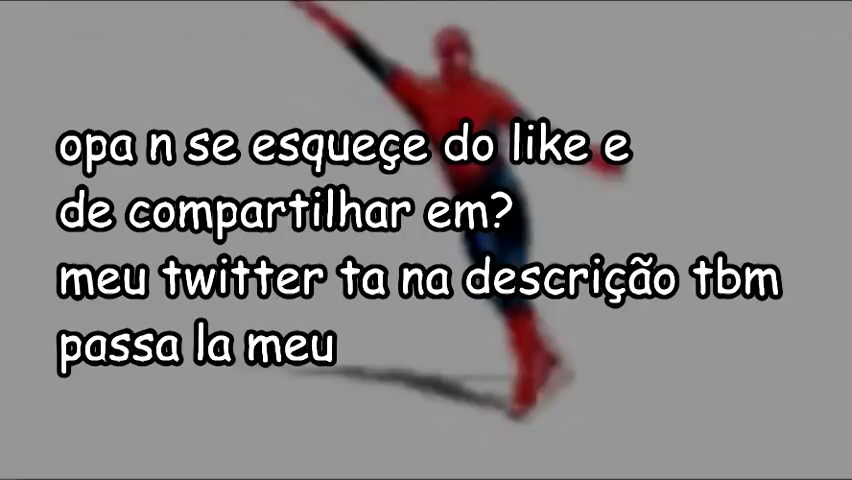 opa n se esqueçe do like e
de compartilhar em?
meu twitter ta na descrição tbm
passa la meu